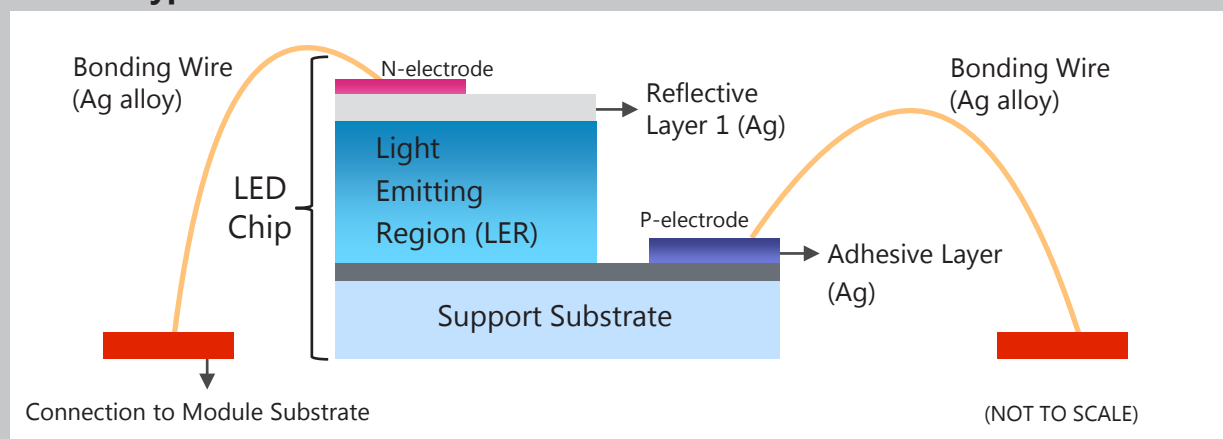 Bonding Wire
(Ag alloy)
N-electrode
Reflective
Layer 1 (Ag)
Bonding Wire
(Ag alloy)
Light
Emitting
Region (LER)
LED
Chip
P-electrode
Adhesive Layer
(Ag)
Support Substrate
Connection to Module Substrate
(NOT TO SCALE)